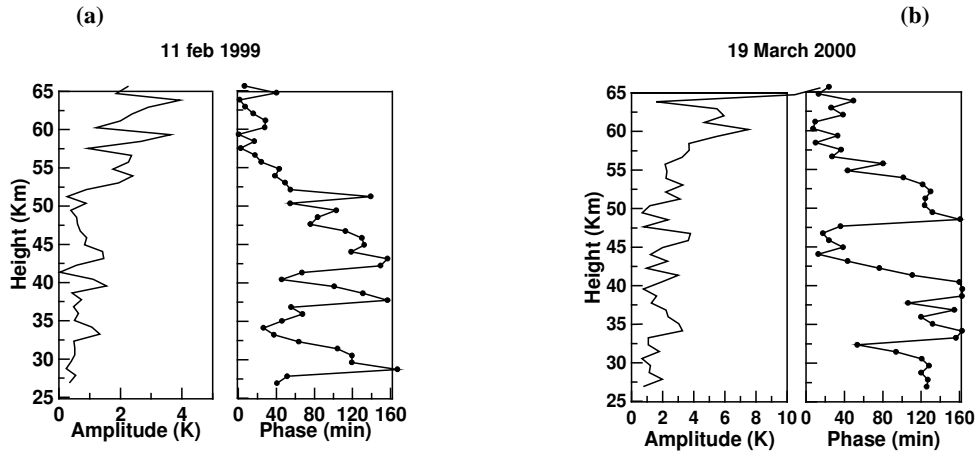 (a)
11 feb 1999
Height (Km)
65
60
55
50
45
40
35
30
25
0 2 4
Amplitude (K)
0 40 80 120 160
Phase (min)
(b)
19 March 2000
Height (Km)
65
60
55
50
45
40
35
30
25
0 2 4 6 8 10
Amplitude (K)
0 40 80 120 160
Phase (min)